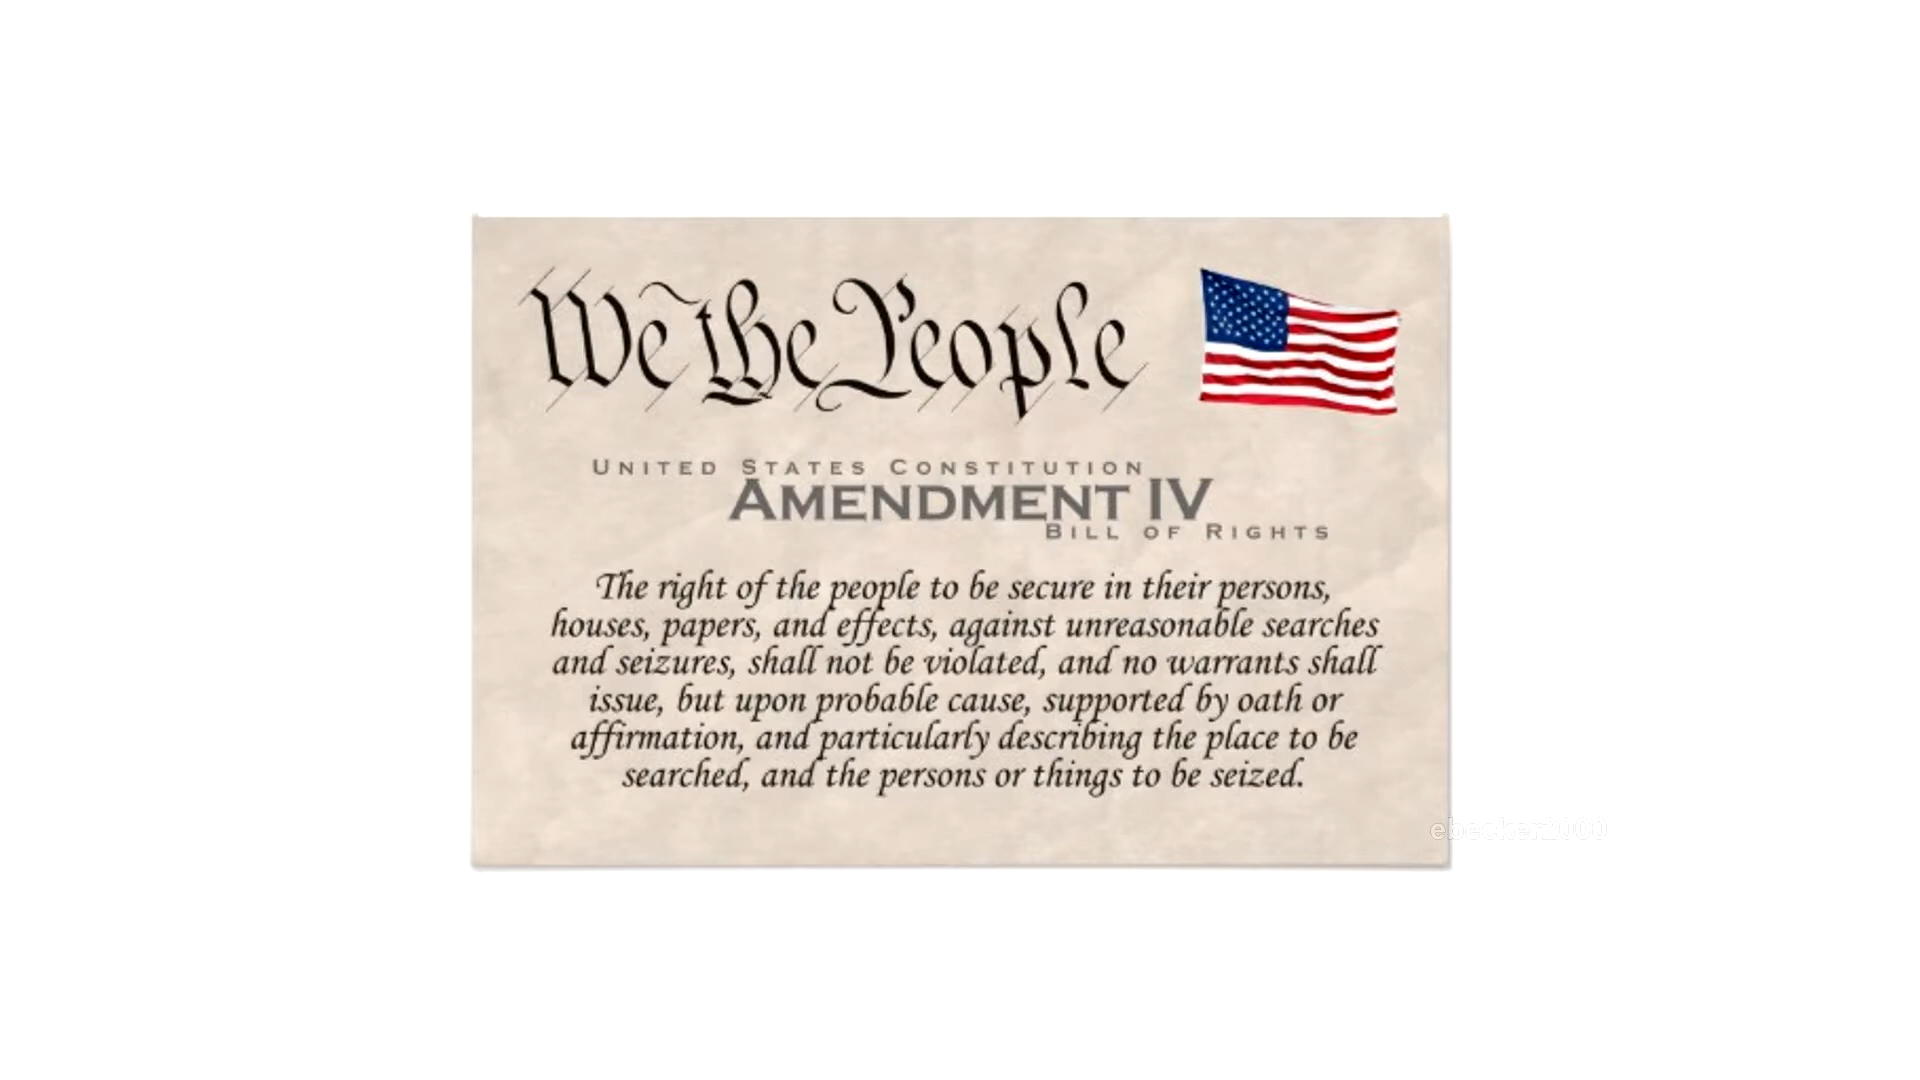 We the People
United States Constitution
Amendment IV
Bill of Rights
The right of the people to be secure in their persons,
houses, papers, and effects, against unreasonable searches
and seizures, shall not be violated, and no warrants shall
issue, but upon probable cause, supported by oath or
affirmation, and particularly describing the place to be
searched, and the persons or things to be seized.
ebecker2000